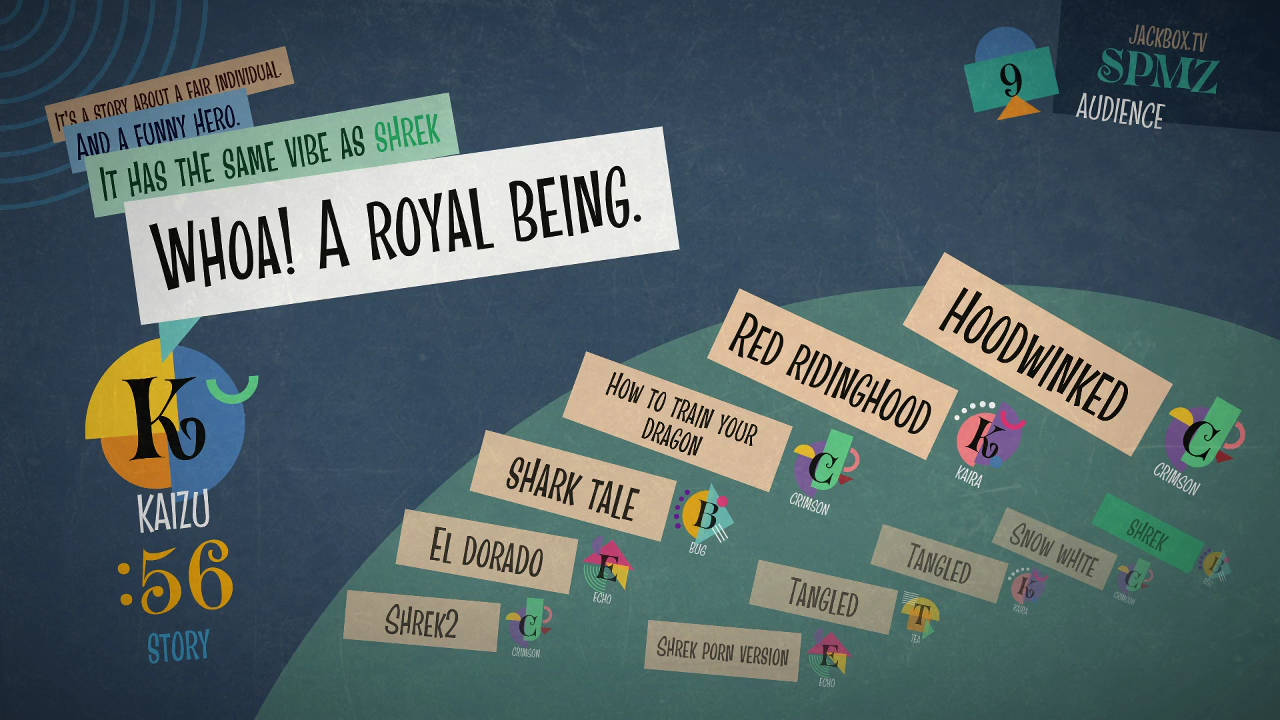 It's a story about a fair individual.
And a funny hero.
It has the same vibe as shrek
Whoa! A royal being.
K
Kaizu
:56
Story
9
Jackbox.tv
SPMZ
Audience
Hoodwinked
C
Crimson
Red Ridinghood
K
Kaira
How to train your
dragon
C
Crimson
Shark Tale
B
Bug
El Dorado
E
Echo
Shrek2
C
Crimson
shrek
Snow White
C
Crimson
Tangled
K
Kaira
Tangled
T
Tea
Shrek porn version
E
Echo